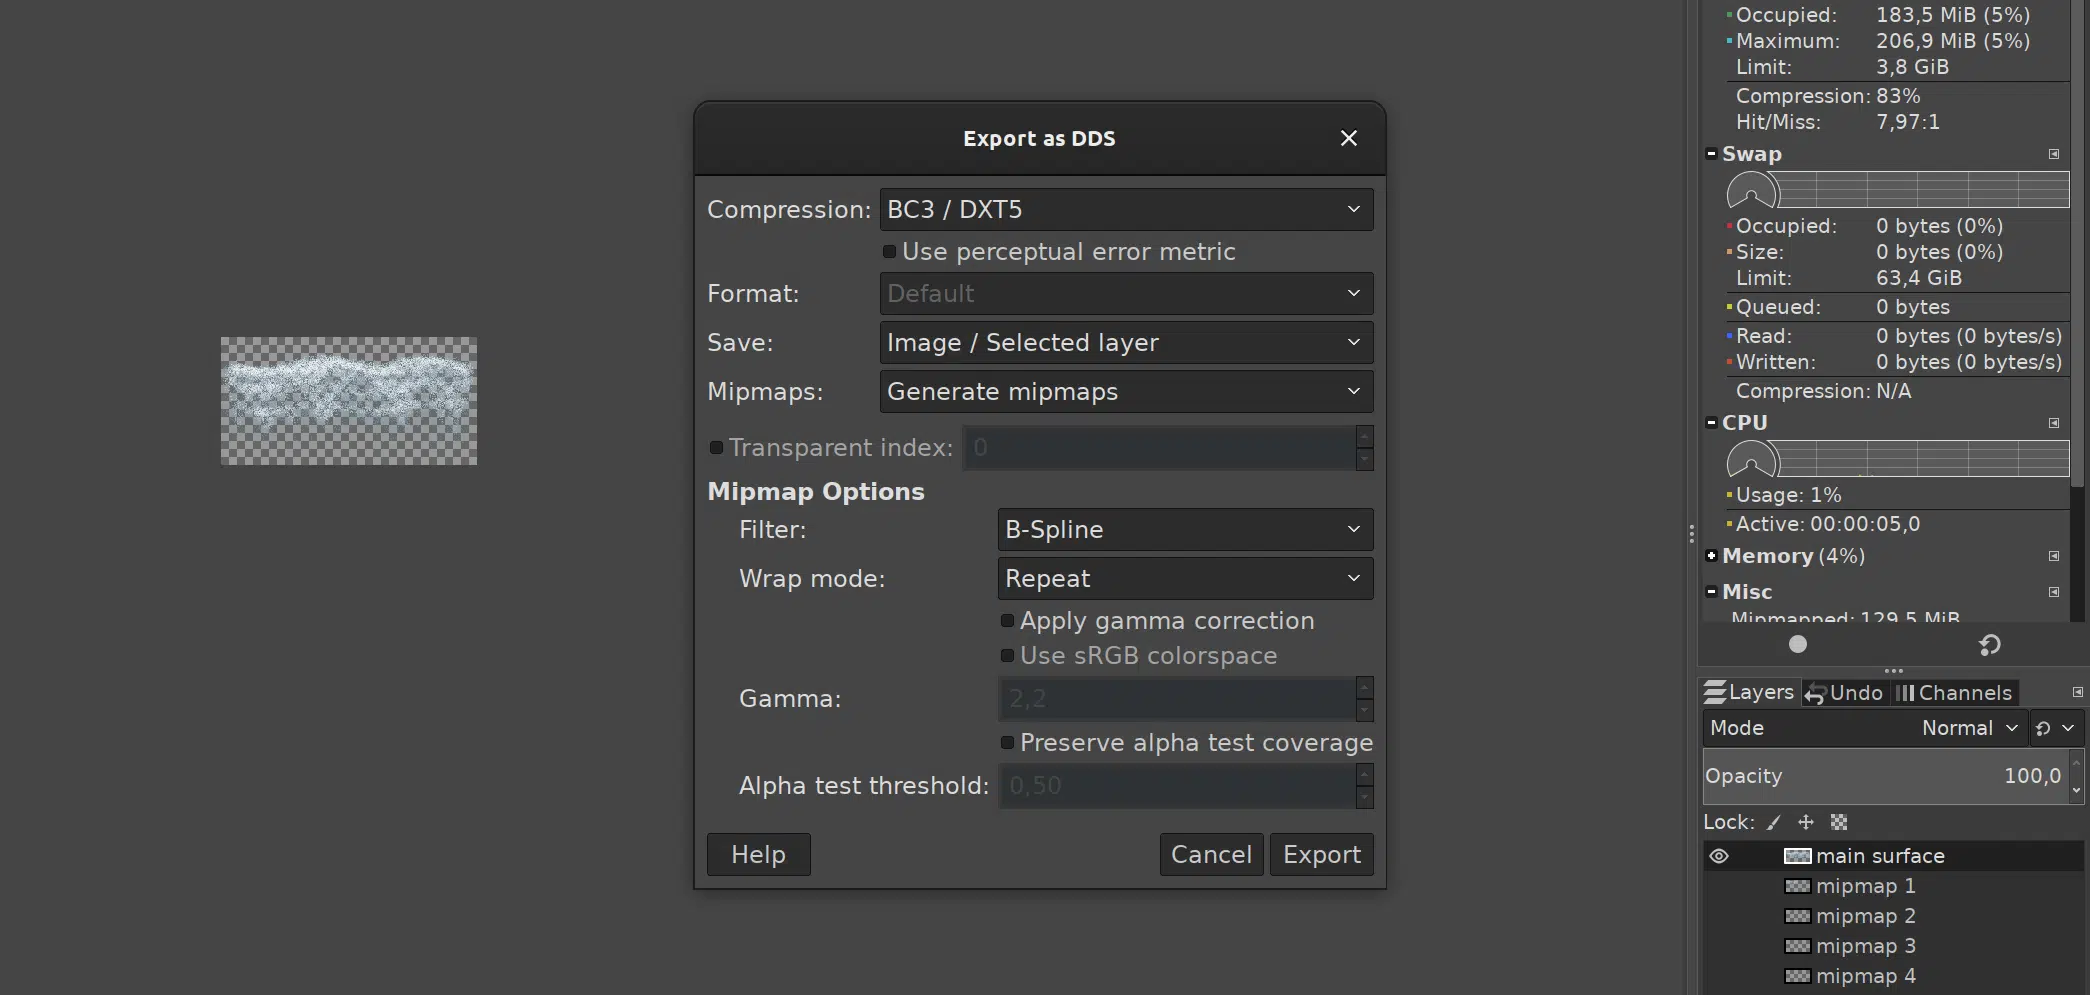 Export as DDS
Compression: BC3 / DXT5
Use perceptual error metric
Format: Default
Save: Image / Selected layer
Mipmaps: Generate mipmaps
Transparent index: 0
Mipmap Options
Filter: B-Spline
Wrap mode: Repeat
Apply gamma correction
Use sRGB colorspace
Gamma: 2,2
Preserve alpha test coverage
Alpha test threshold: 0,50
Help Cancel Export
Occupied: 183,5 MiB (5%)
Maximum: 206,9 MiB (5%)
Limit: 3,8 GiB
Compression: 83%
Hit/Miss: 7,97:1
Swap
Occupied: 0 bytes (0%)
Size: 0 bytes (0%)
Limit: 63,4 GiB
Queued: 0 bytes
Read: 0 bytes (0 bytes/s)
Written: 0 bytes (0 bytes/s)
Compression: N/A
CPU
Usage: 1%
Active: 00:00:05,0
Memory (4%)
Misc
Mipmapped: 129,5 MiB
Layers Undo Channels
Mode Normal
Opacity 100,0
Lock:
main surface
mipmap 1
mipmap 2
mipmap 3
mipmap 4